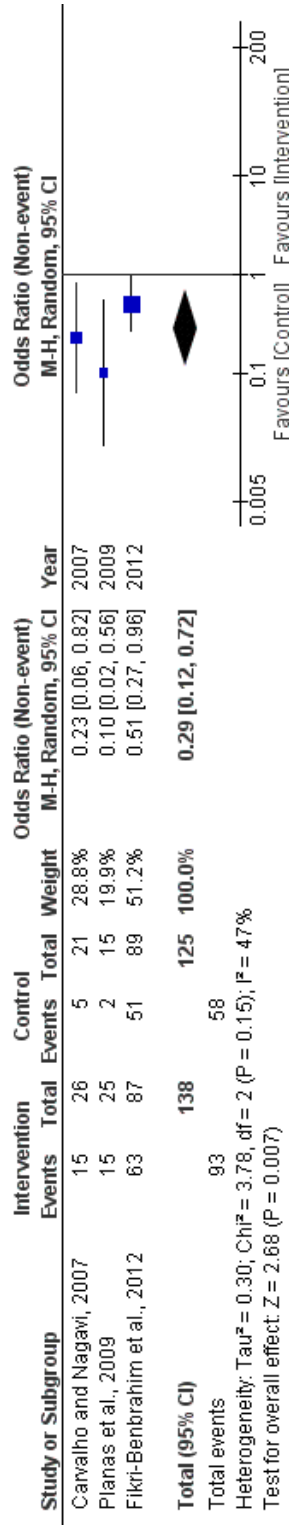 Intervention Control Odds Ratio (Non-event) Odds Ratio (Non-event)
Study or Subgroup Events Total Events Total Weight M-H, Random, 95% CI Year M-H, Random, 95% CI
Carvalho and Nagavi, 2007 15 26 5 21 28.8% 0.23 [0.06, 0.82] 2007
Planas et al., 2009 15 25 2 15 19.9% 0.10 [0.02, 0.56] 2009
Fikri-Benbrahim et al., 2012 63 87 51 89 51.2% 0.51 [0.27, 0.96] 2012
Total (95% CI) 138 125 100.0% 0.29 [0.12, 0.72]
Total events 93 58
Heterogeneity: Tau² = 0.30; Chi² = 3.78, df = 2 (P = 0.15); I² = 47%
Test for overall effect: Z = 2.68 (P = 0.007)
0.005 0.1 1 10 200
Favours [Control] Favours [Intervention]